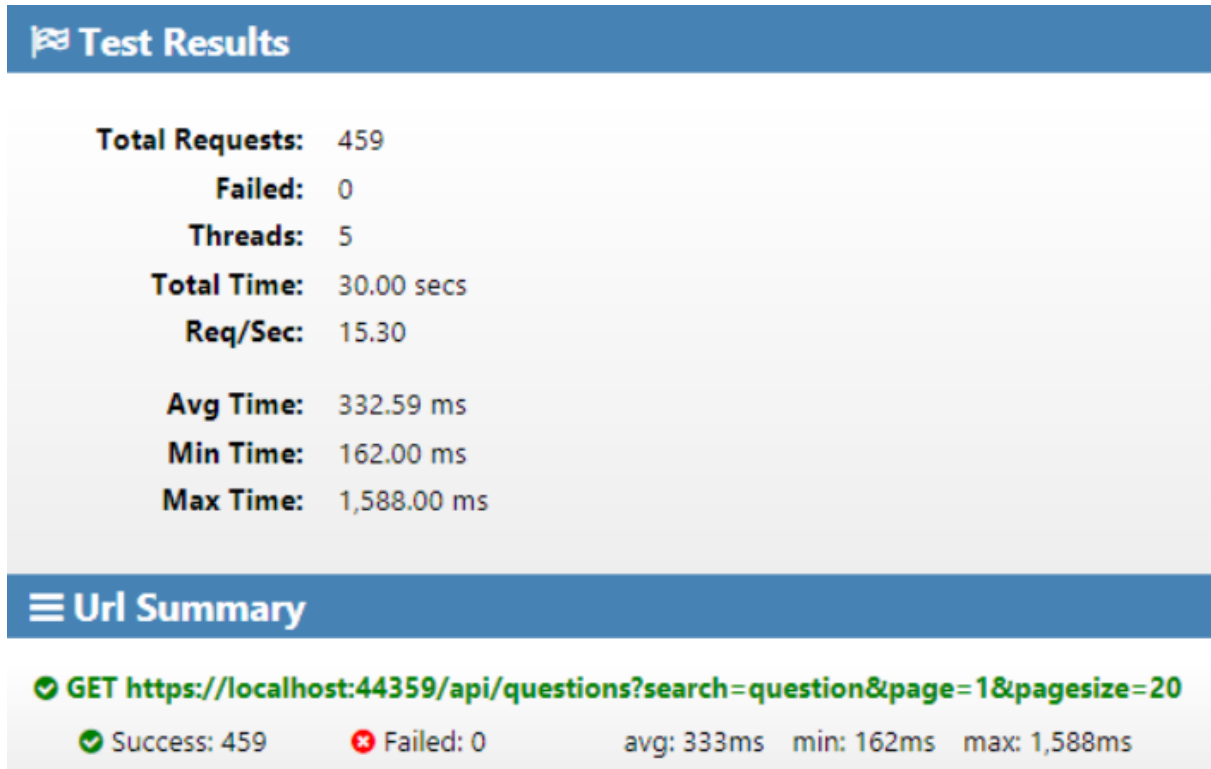 Test Results
Total Requests: 459
Failed: 0
Threads: 5
Total Time: 30.00 secs
Req/Sec: 15.30
Avg Time: 332.59 ms
Min Time: 162.00 ms
Max Time: 1,588.00 ms
Url Summary
GET https://localhost:44359/api/questions?search=question&page=1&pagesize=20
Success: 459 Failed: 0 avg: 333ms min: 162ms max: 1,588ms